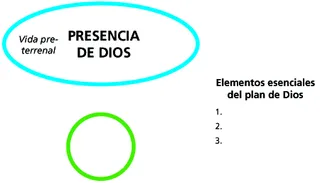 Vida pre-
terrenal
PRESENCIA
DE DIOS
Elementos esenciales
del plan de Dios
1.
2.
3.